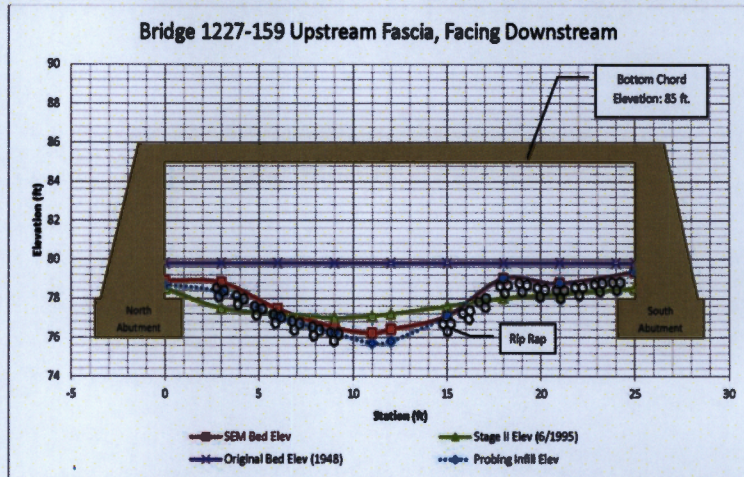 Bridge 1227-159 Upstream Fascia, Facing Downstream
90
88
86
84
82
80
78
76
74
Elevation (ft)
Bottom Chord
Elevation: 85 ft.
North
Abutment
South
Abutment
Rip Rap
-5
0
5
10
15
20
25
30
Station (ft)
SEM Bed Elev
Stage II Elev (6/1995)
Original Bed Elev (1948)
Probing Infill Elev